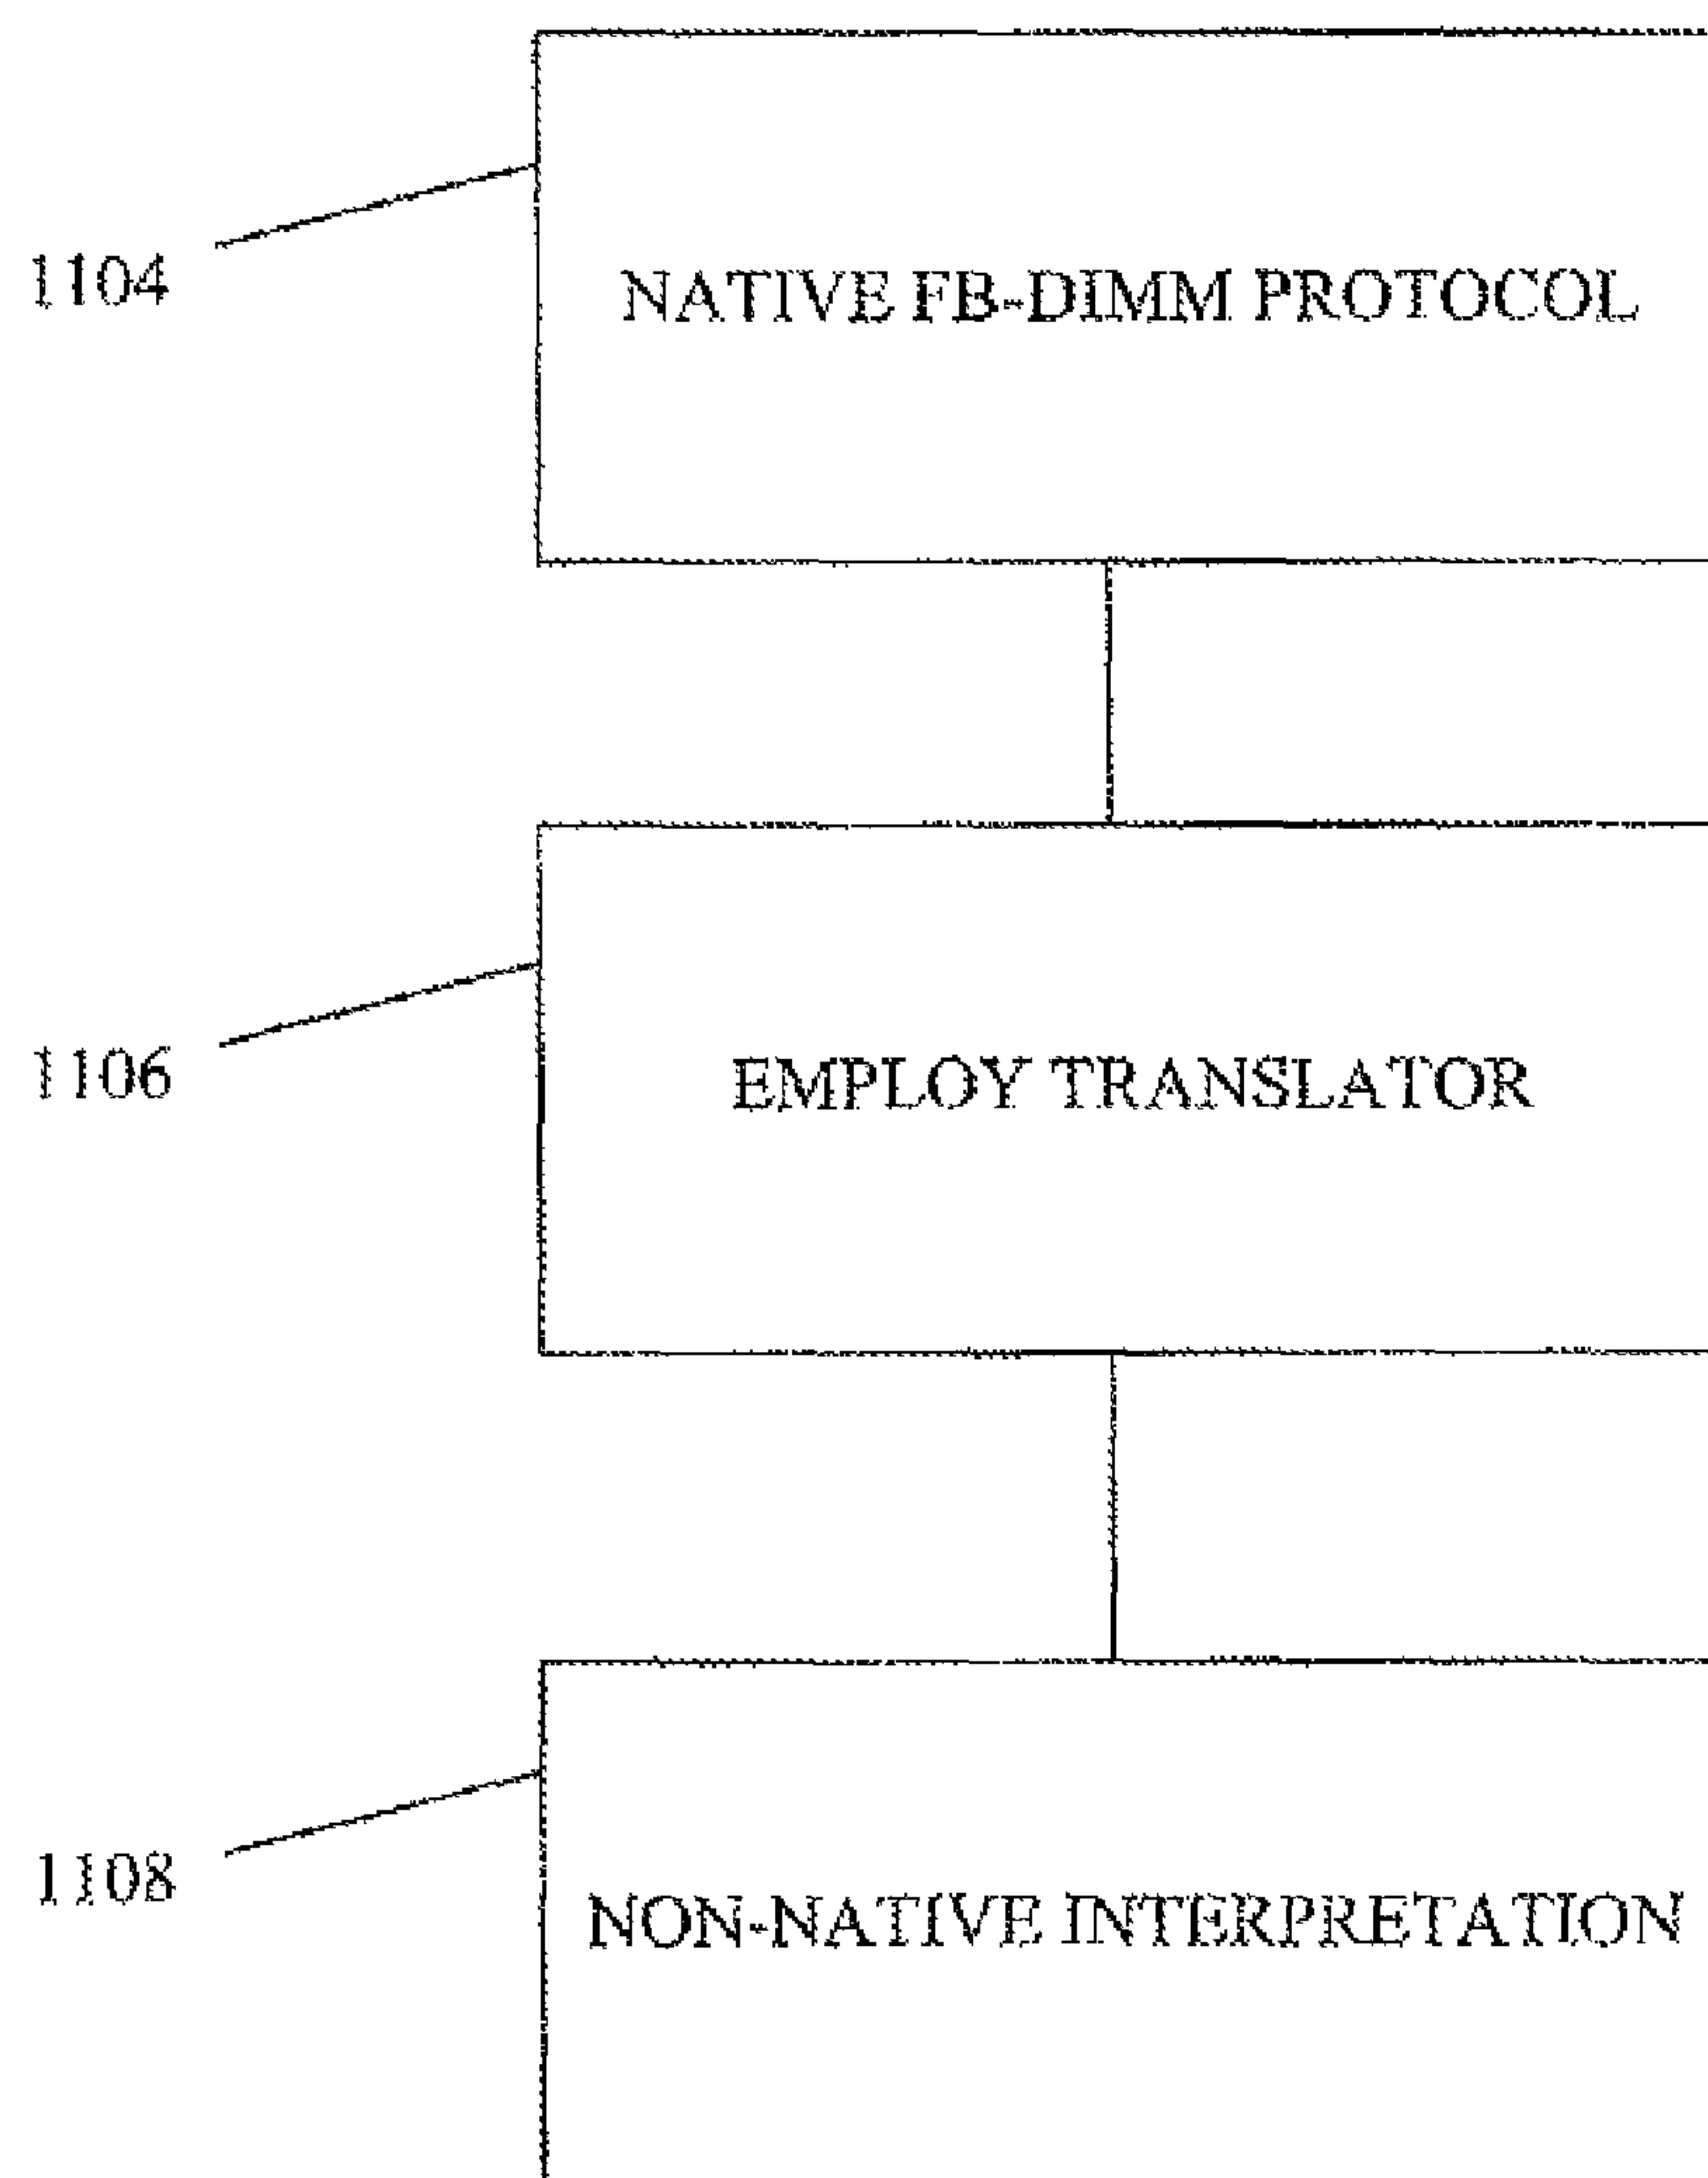 1104
NATIVE FB-DIMM PROTOCOL
1106
EMPLOY TRANSLATOR
1108
NON-NATIVE INTERPRETATION